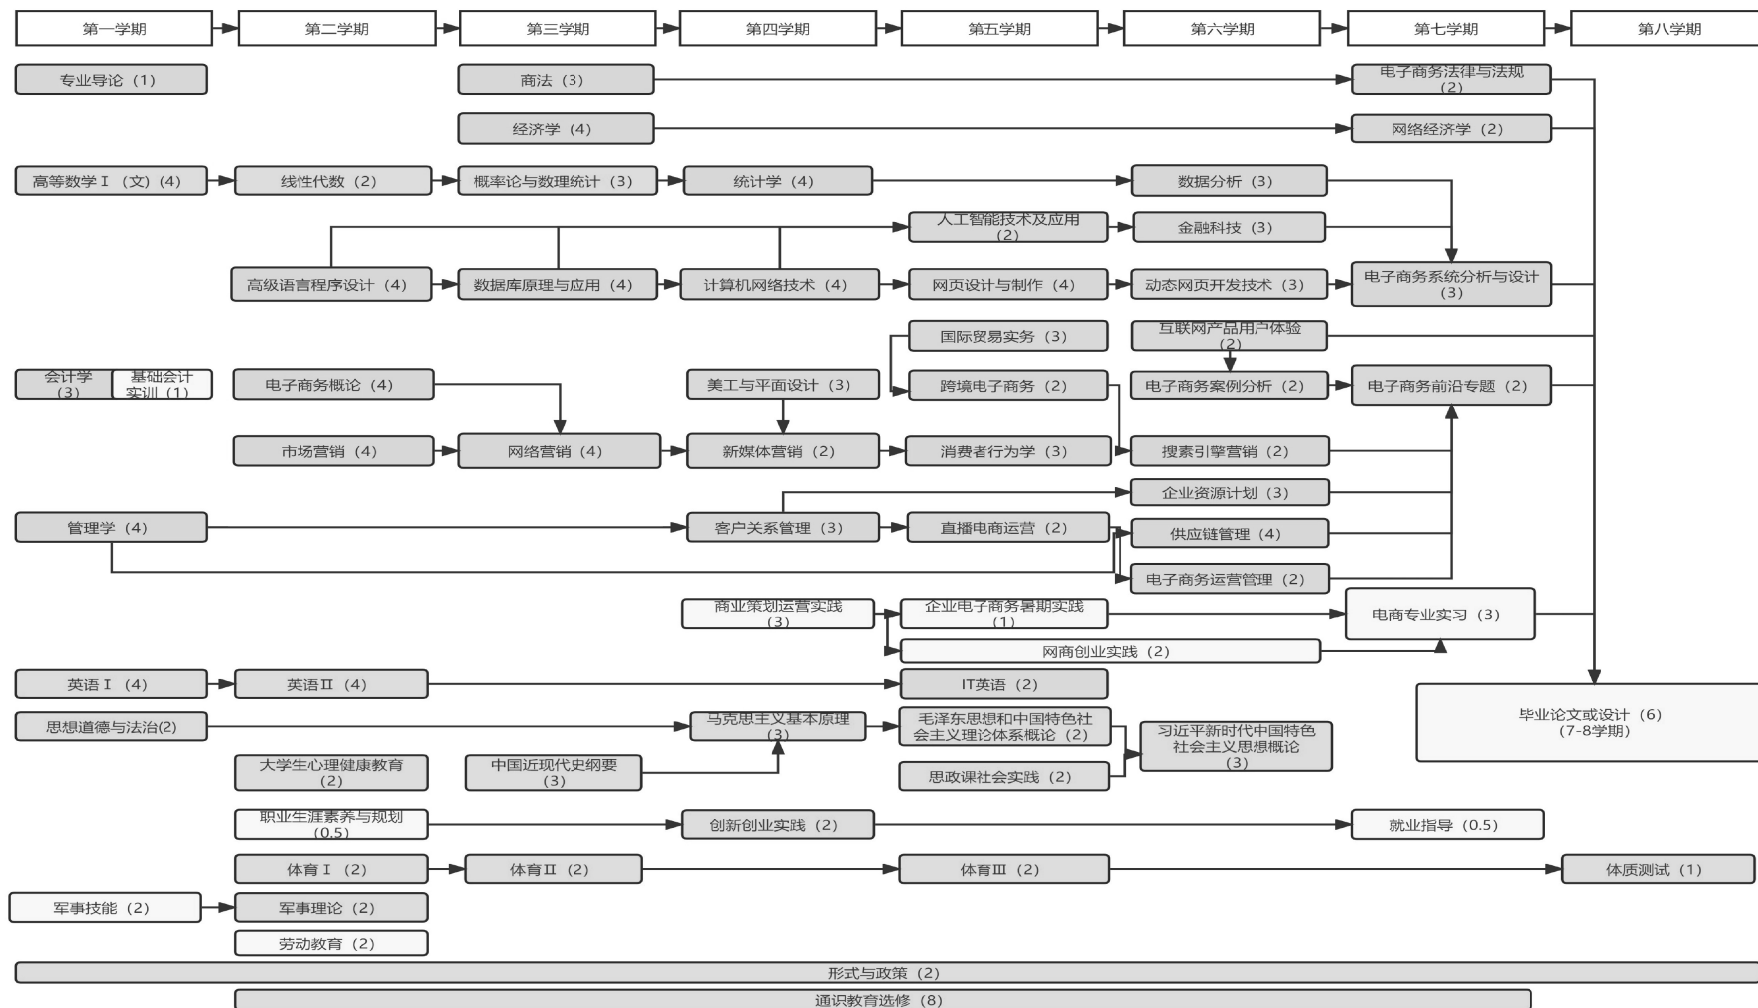 第一学期
第二学期
第三学期
第四学期
第五学期
第六学期
第七学期
第八学期
专业导论（1）
商法（3）
电子商务法律与法规
（2）
经济学（4）
网络经济学（2）
高等数学Ⅰ（文）(4)
线性代数（2）
概率论与数理统计（3）
统计学（4）
数据分析（3）
人工智能技术及应用
（2）
金融科技（3）
高级语言程序设计（4）
数据库原理与应用（4）
计算机网络技术（4）
网页设计与制作（4）
动态网页开发技术（3）
电子商务系统分析与设计
（3）
国际贸易实务（3）
互联网产品用户体验
（2）
会计学
（3）
基础会计
实训（1）
电子商务概论（4）
美工与平面设计（3）
跨境电子商务（2）
电子商务案例分析（2）
电子商务前沿专题（2）
市场营销（4）
网络营销（4）
新媒体营销（2）
消费者行为学（3）
搜素引擎营销（2）
企业资源计划（3）
管理学（4）
客户关系管理（3）
直播电商运营（2）
供应链管理（4）
电子商务运营管理（2）
商业策划运营实践
（3）
企业电子商务暑期实践
（1）
电商专业实习（3）
网商创业实践（2）
英语Ⅰ（4）
英语Ⅱ（4）
IT英语（2）
毕业论文或设计（6）
(7-8学期)
思想道德与法治(2)
马克思主义基本原理
（3）
毛泽东思想和中国特色社
会主义理论体系概论（2）
习近平新时代中国特色
社会主义思想概论
（3）
大学生心理健康教育
（2）
中国近现代史纲要
（3）
思政课社会实践（2）
职业生涯素养与规划
（0.5）
创新创业实践（2）
就业指导（0.5）
体育Ⅰ（2）
体育Ⅱ（2）
体育Ⅲ（2）
体质测试（1）
军事技能（2）
军事理论（2）
劳动教育（2）
形式与政策（2）
通识教育选修（8）